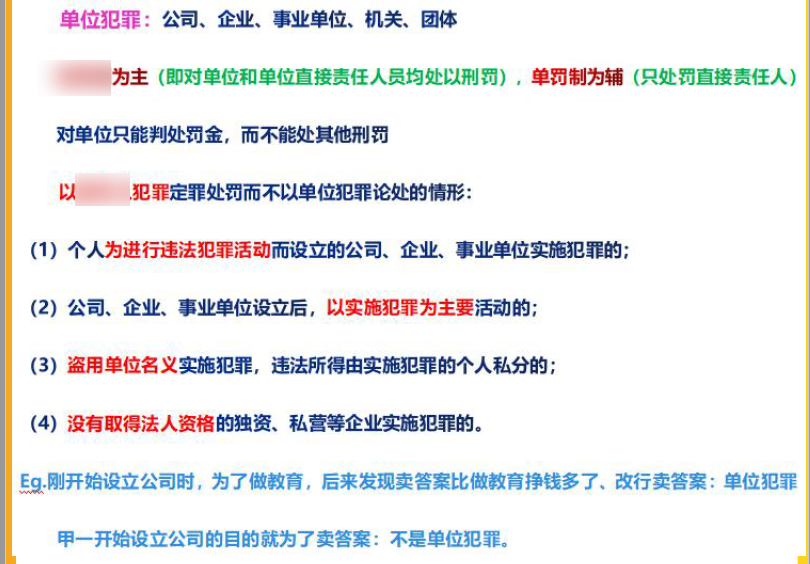 单位犯罪：公司、企业、事业单位、机关、团体
为主（即对单位和单位直接责任人员均处以刑罚），单罚制为辅（只处罚直接责任人）
对单位只能判处罚金，而不能处其他刑罚
以犯罪定罪处罚而不以单位犯罪论处的情形：
（1）个人为进行违法犯罪活动而设立的公司、企业、事业单位实施犯罪的；
（2）公司、企业、事业单位设立后，以实施犯罪为主要活动的；
（3）盗用单位名义实施犯罪，违法所得由实施犯罪的个人私分的；
（4）没有取得法人资格的独资、私营等企业实施犯罪的。
Eg.刚开始设立公司时，为了做教育，后来发现卖答案比做教育挣钱多了、改行卖答案：单位犯罪
甲一开始设立公司的目的就为了卖答案：不是单位犯罪。